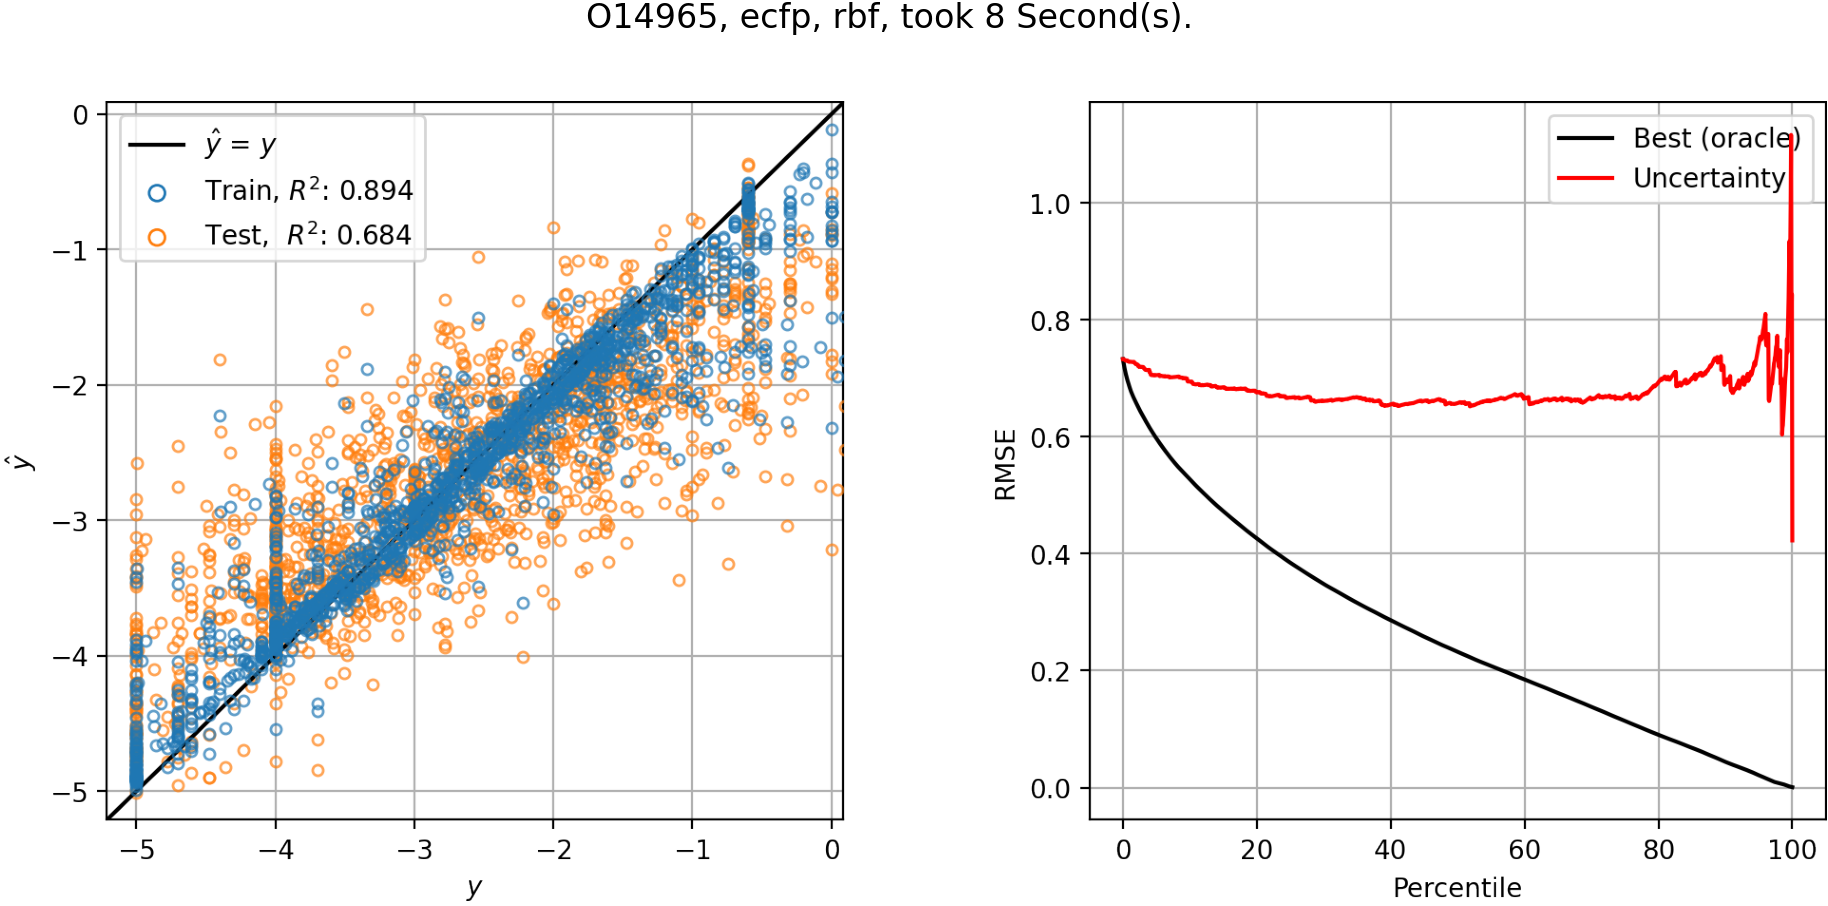 O14965, ecfp, rbf, took 8 Second(s).
ŷ = y
Train, R²: 0.894
Test, R²: 0.684
0
−1
−2
−3
−4
−5
ŷ
−5 −4 −3 −2 −1 0
y
Best (oracle)
Uncertainty
1.0
0.8
0.6
0.4
0.2
0.0
RMSE
0 20 40 60 80 100
Percentile